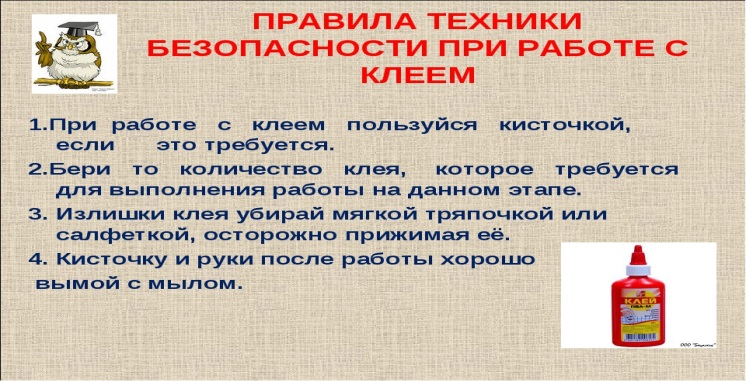 ПРАВИЛА ТЕХНИКИ
БЕЗОПАСНОСТИ ПРИ РАБОТЕ С
КЛЕЕМ
1.При работе с клеем пользуйся кисточкой,
если это требуется.
2.Бери то количество клея, которое требуется
для выполнения работы на данном этапе.
3. Излишки клея убирай мягкой тряпочкой или
салфеткой, осторожно прижимая её.
4. Кисточку и руки после работы хорошо
вымой с мылом.
КЛЕЙ
ПВА-М